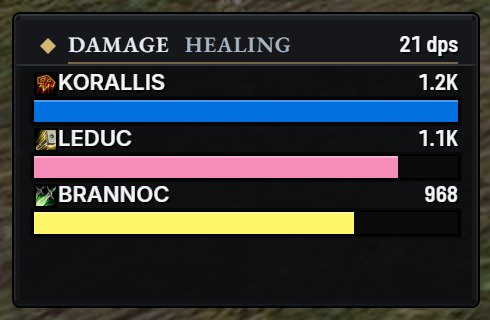 DAMAGE HEALING 21 dps
KORALLIS 1.2K
LEDUC 1.1K
BRANNOC 968